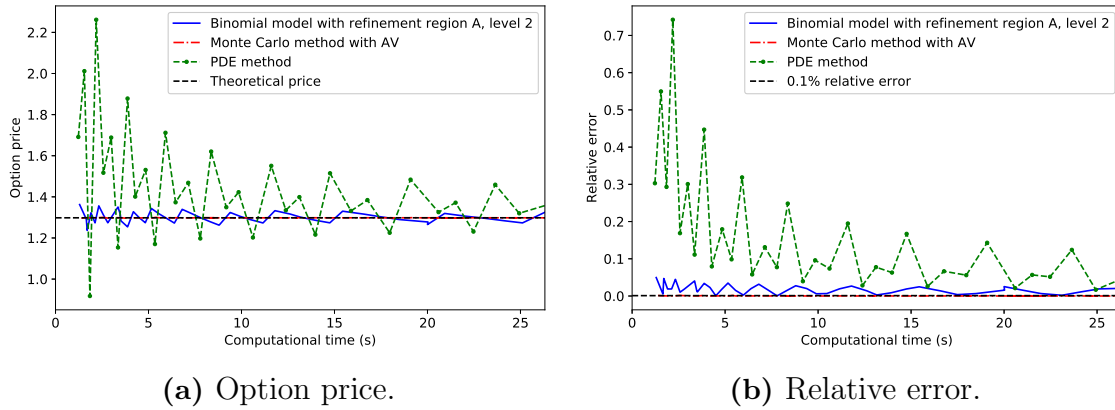 Binomial model with refinement region A, level 2
Monte Carlo method with AV
PDE method
Theoretical price
Option price
2.2
2.0
1.8
1.6
1.4
1.2
1.0
0 5 10 15 20 25
Computational time (s)
(a) Option price.
Binomial model with refinement region A, level 2
Monte Carlo method with AV
PDE method
0.1% relative error
Relative error
0.7
0.6
0.5
0.4
0.3
0.2
0.1
0.0
0 5 10 15 20 25
Computational time (s)
(b) Relative error.